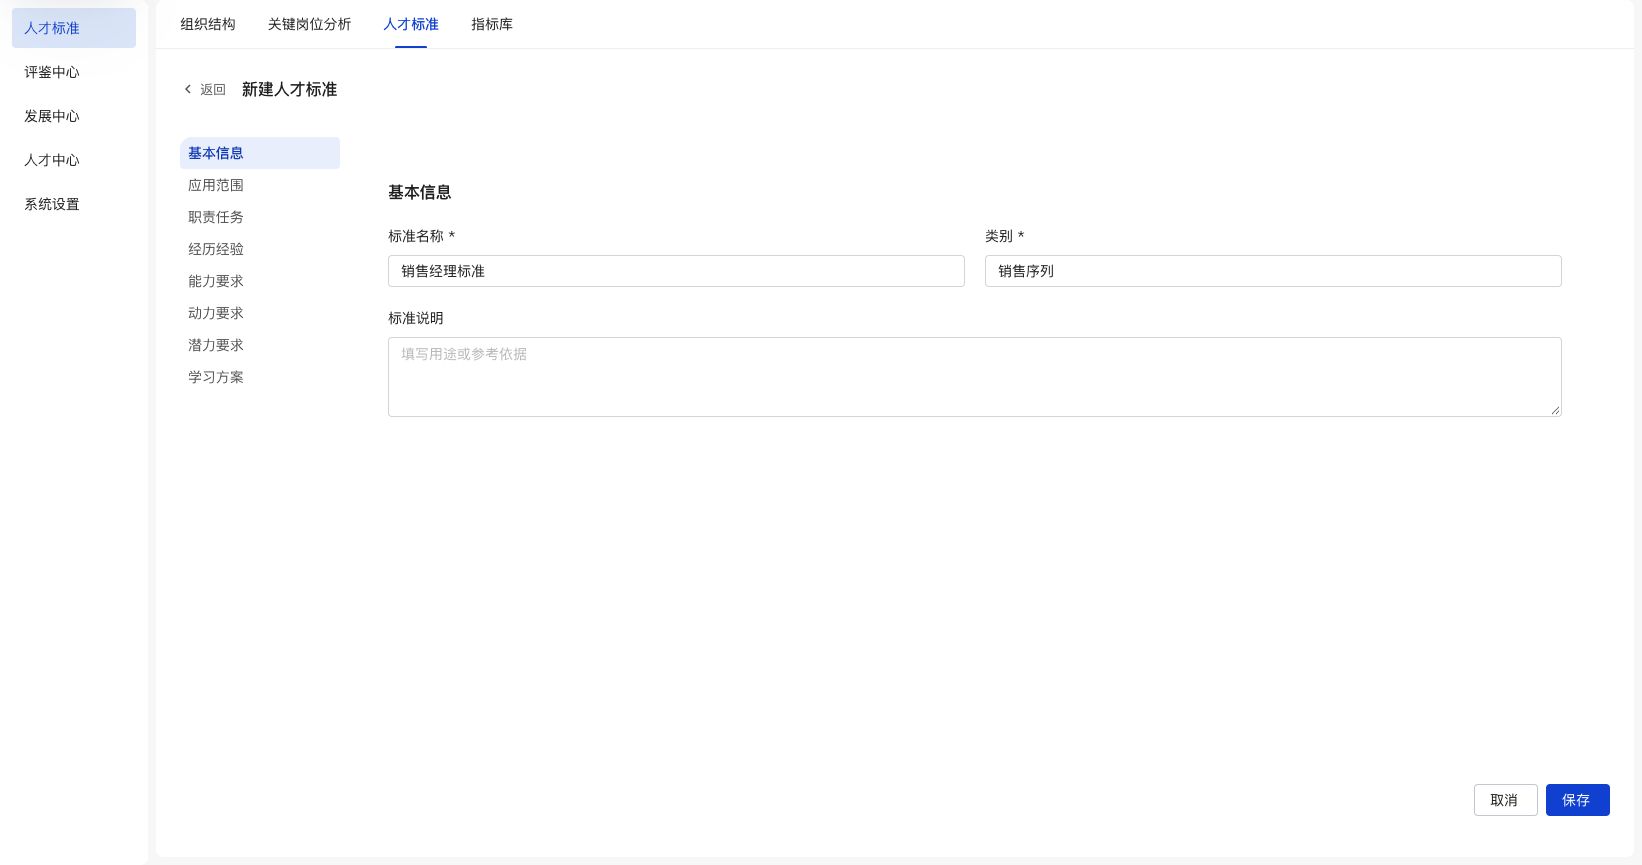 人才标准
评鉴中心
发展中心
人才中心
系统设置
组织结构 关键岗位分析 人才标准 指标库
返回 新建人才标准
基本信息
应用范围
职责任务
经历经验
能力要求
动力要求
潜力要求
学习方案
基本信息
标准名称 * 类别 *
销售经理标准 销售序列
标准说明
填写用途或参考依据
取消 保存